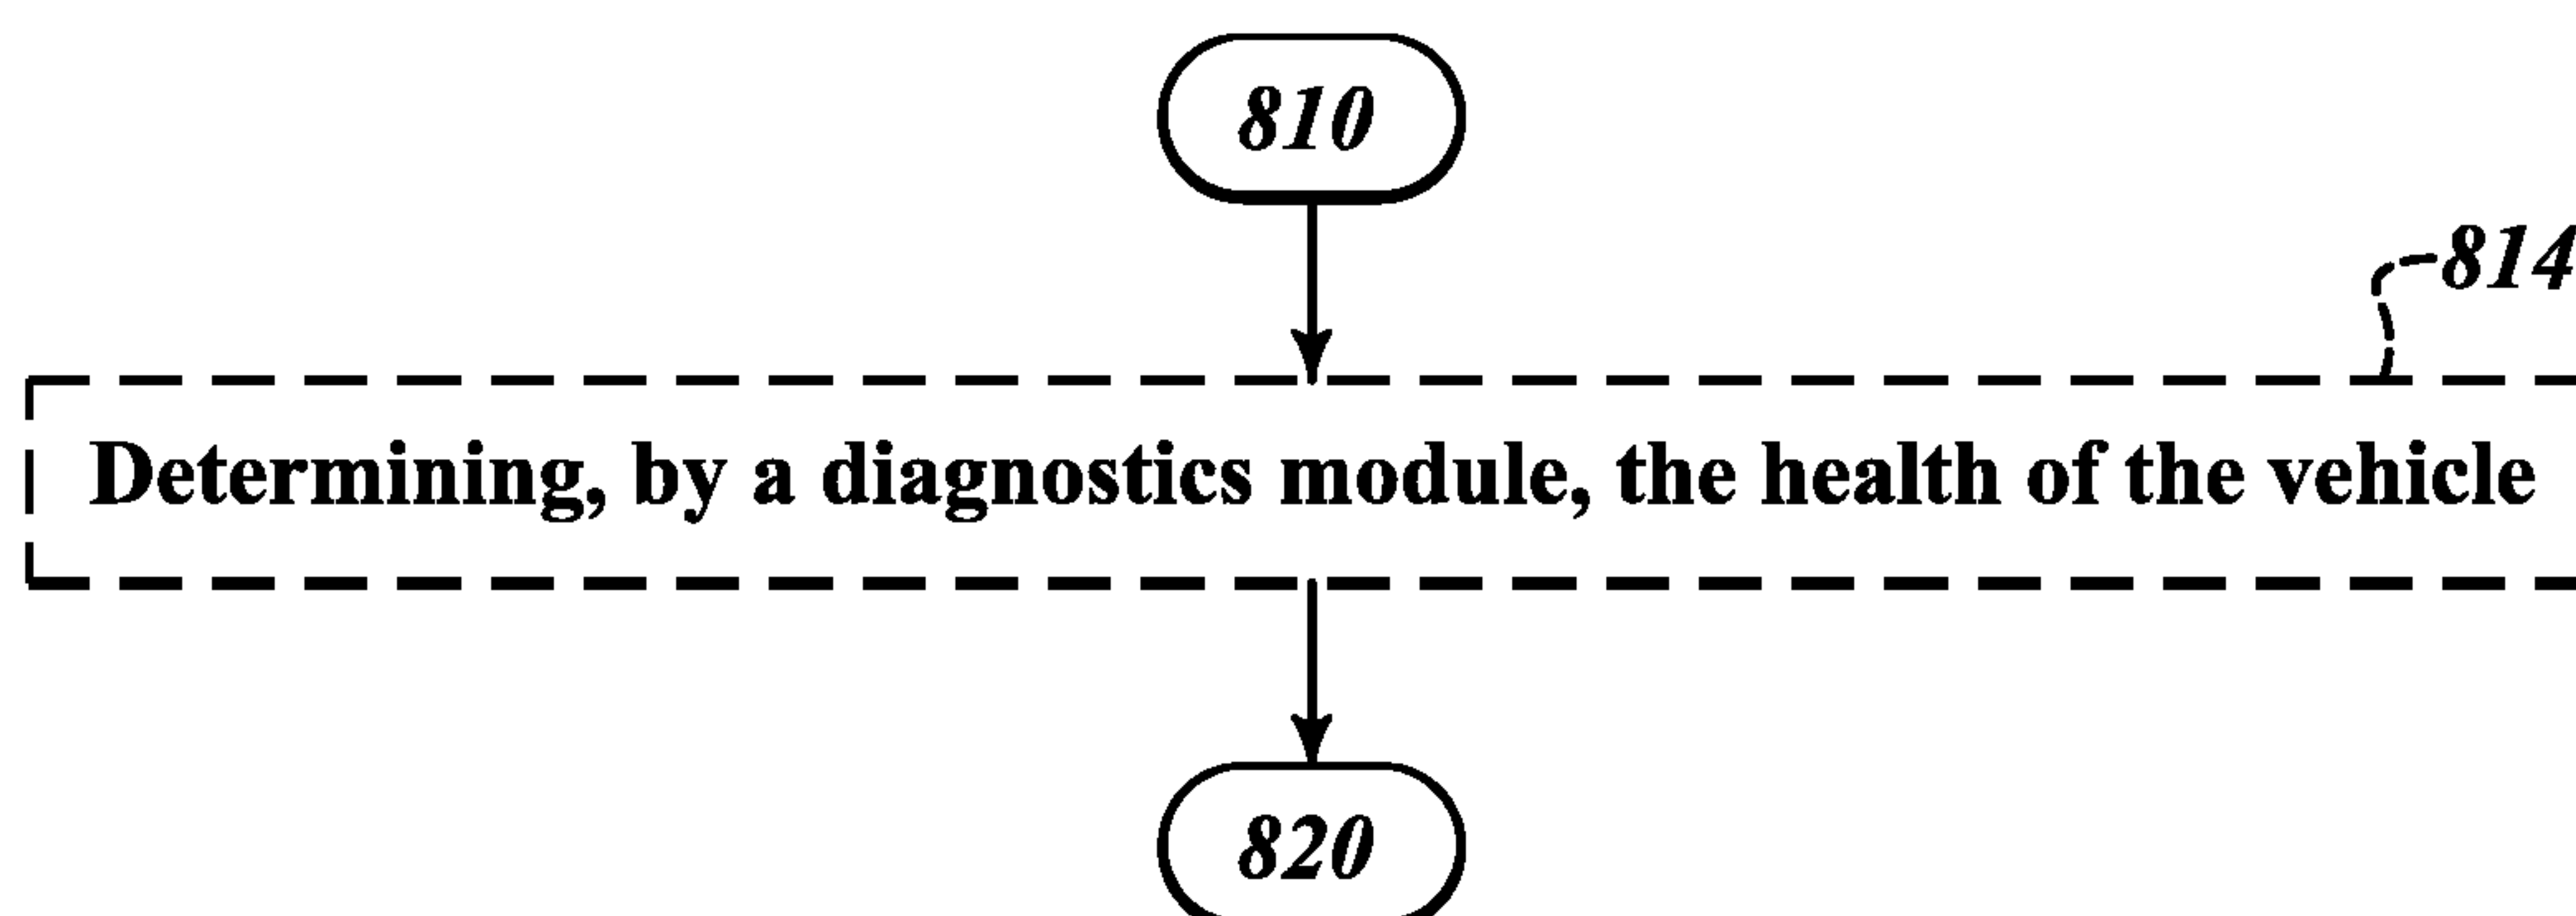 810
814
Determining, by a diagnostics module, the health of the vehicle
820